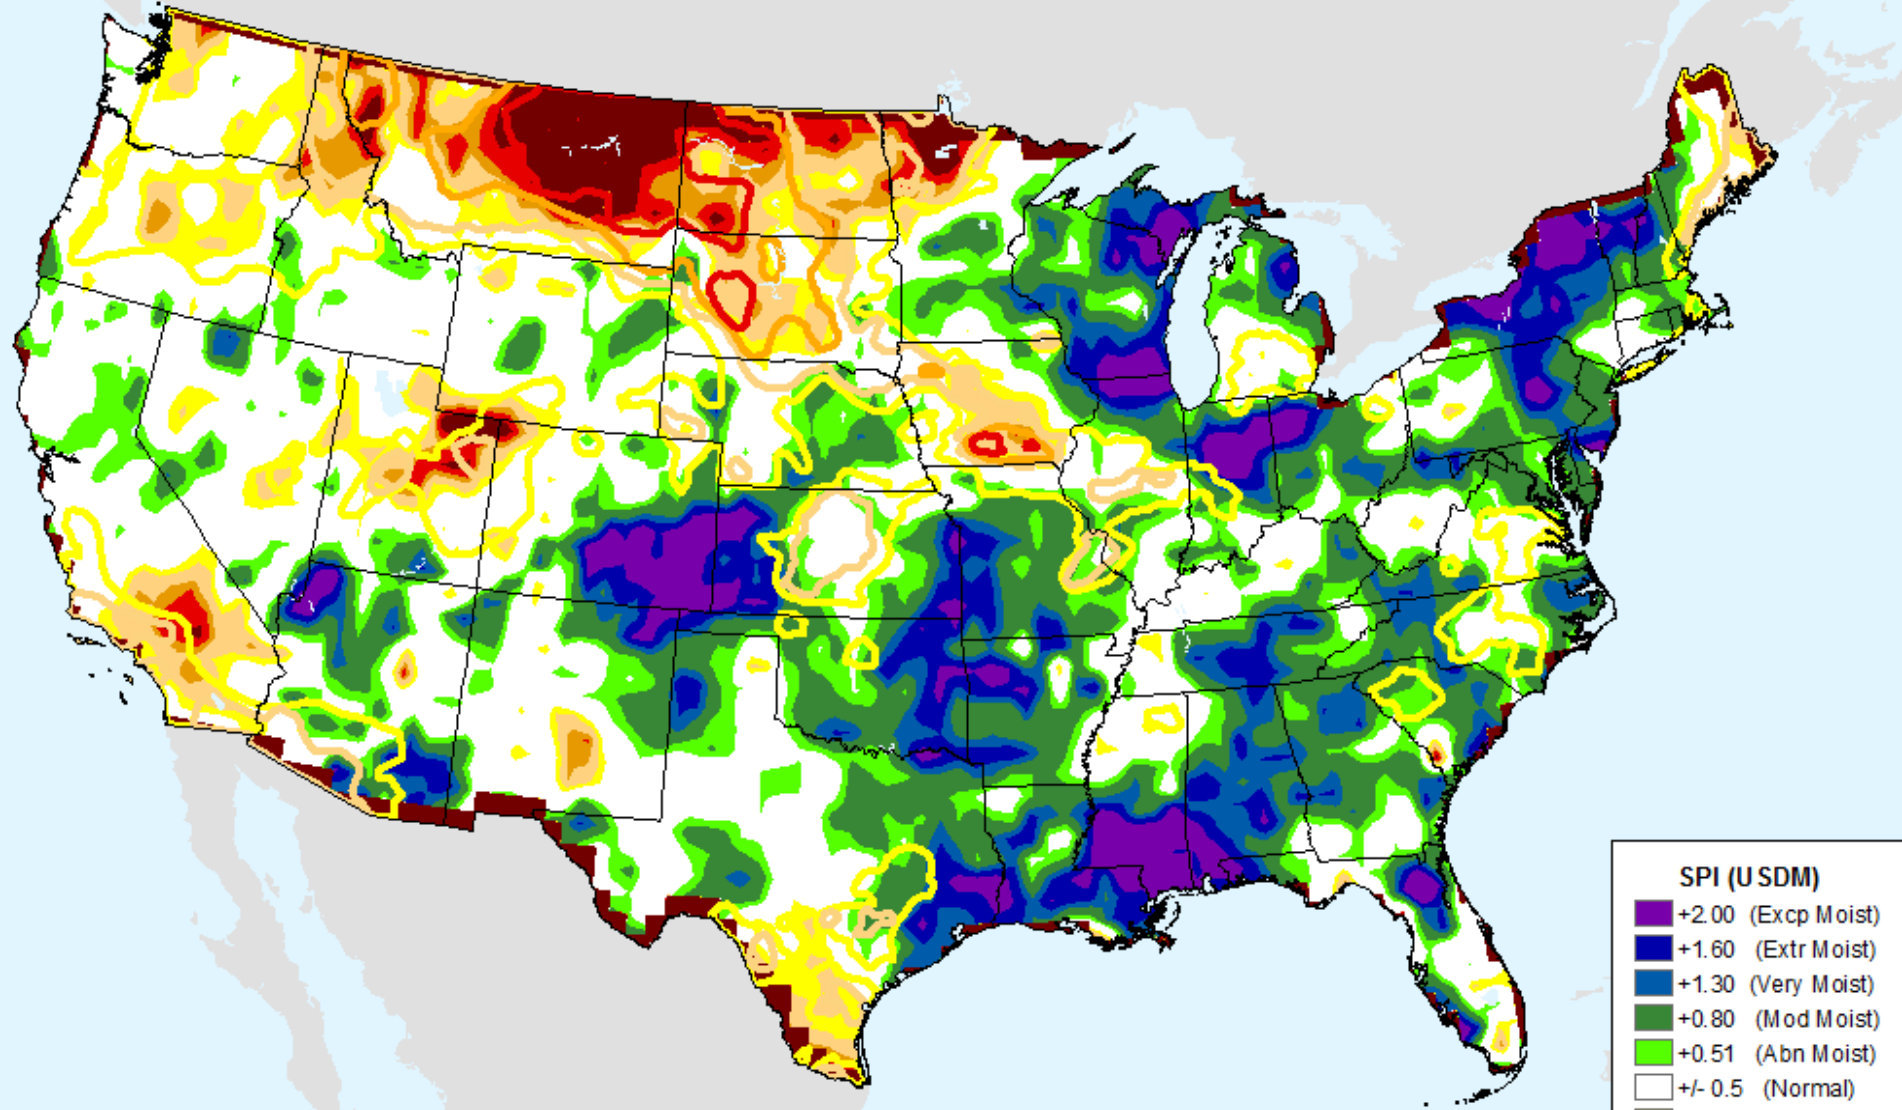 SPI (USDM)
+2.00 (Excp Moist)
+1.60 (Extr Moist)
+1.30 (Very Moist)
+0.80 (Mod Moist)
+0.51 (Abn Moist)
+/- 0.5 (Normal)